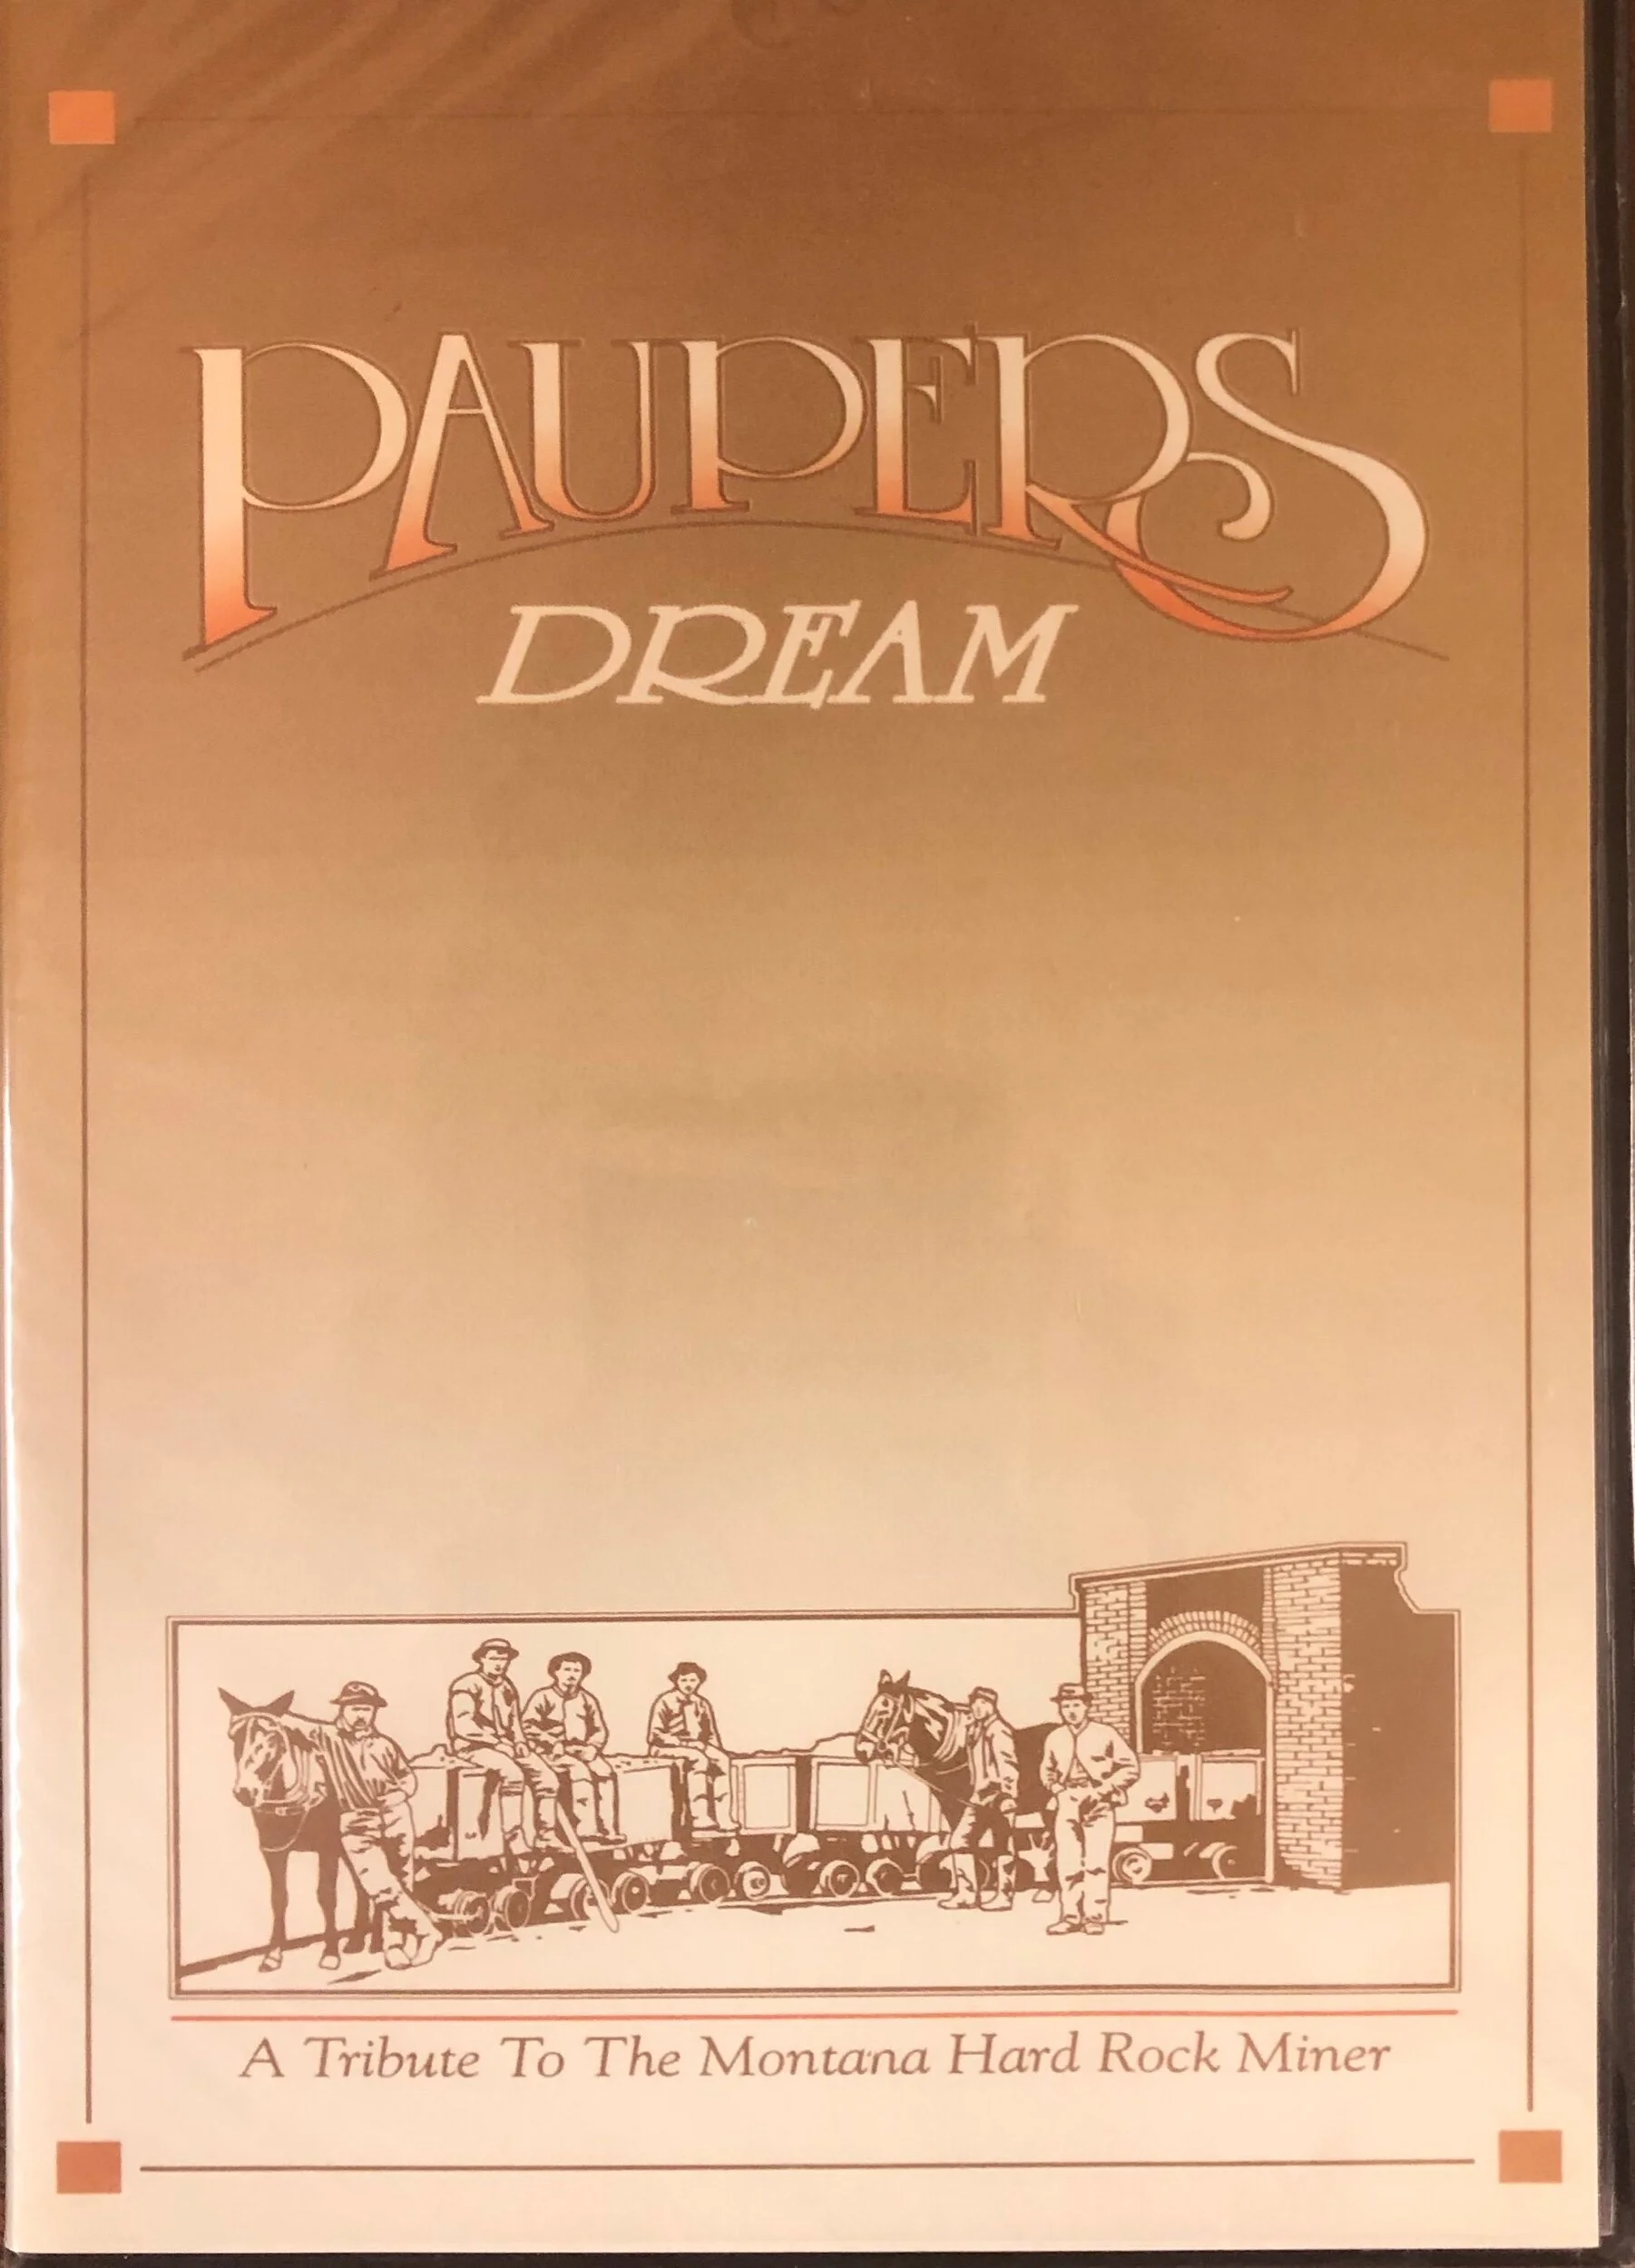 PAUPERS
DREAM
A Tribute To The Montana Hard Rock Miner